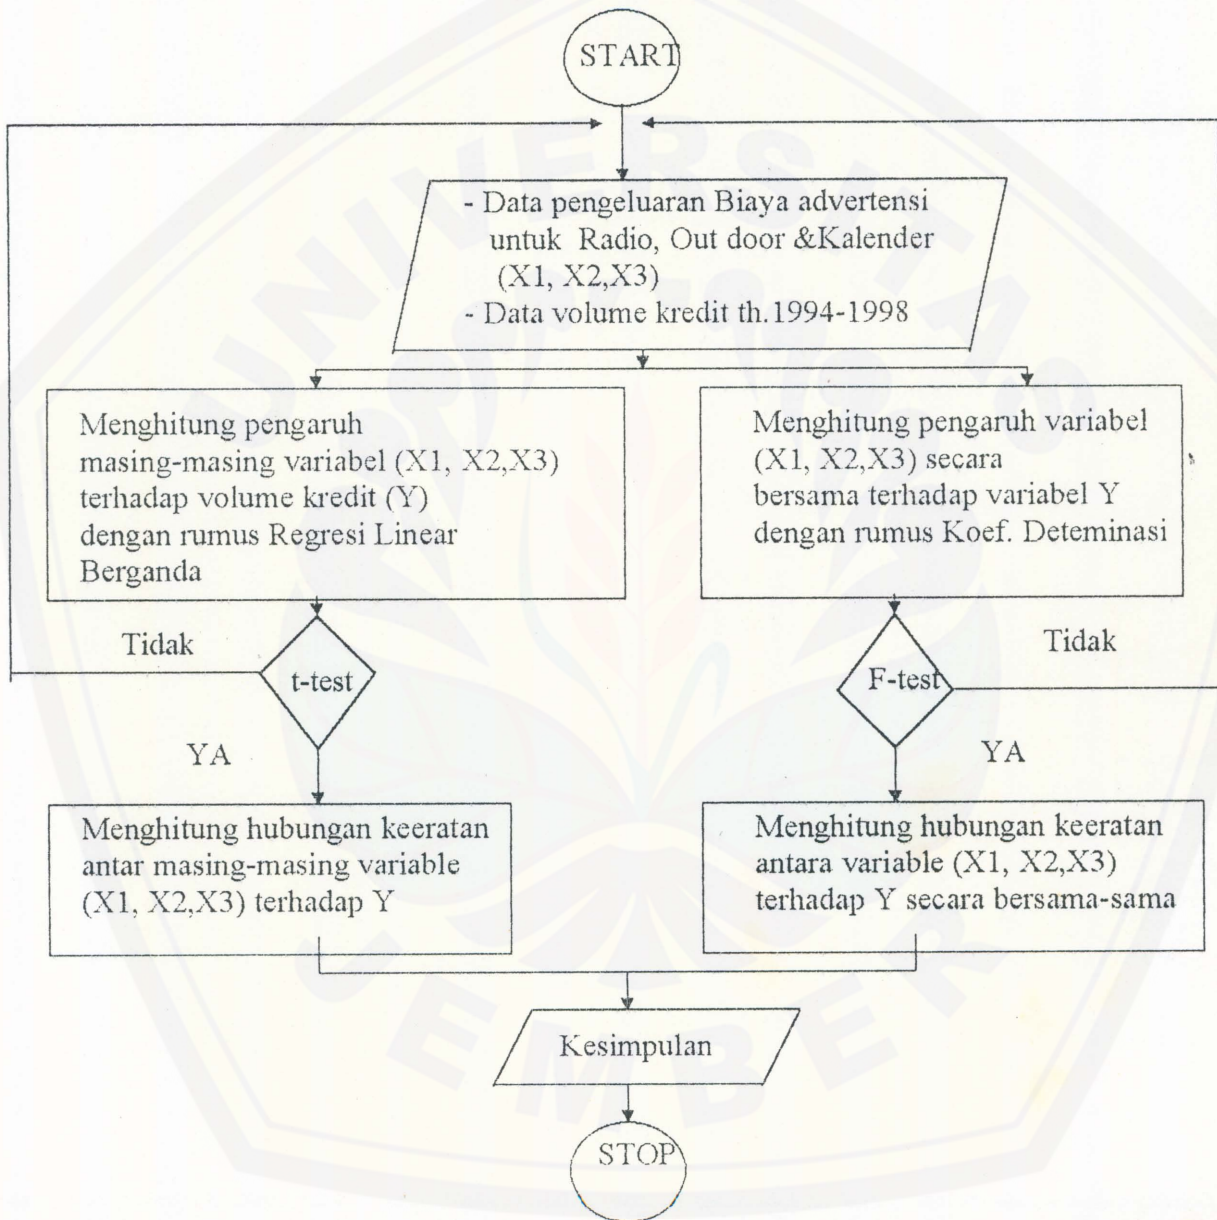 START
- Data pengeluaran Biaya advertensi
untuk Radio, Out door &Kalender
(X1, X2,X3)
- Data volume kredit th.1994-1998
Menghitung pengaruh
masing-masing variabel (X1, X2,X3)
terhadap volume kredit (Y)
dengan rumus Regresi Linear
Berganda
Menghitung pengaruh variabel
(X1, X2,X3) secara
bersama terhadap variabel Y
dengan rumus Koef. Deteminasi
Tidak
t-test
YA
Tidak
F-test
YA
Menghitung hubungan keeratan
antar masing-masing variable
(X1, X2,X3) terhadap Y
Menghitung hubungan keeratan
antara variable (X1, X2,X3)
terhadap Y secara bersama-sama
Kesimpulan
STOP
UNIVERSITAS
JEMBER